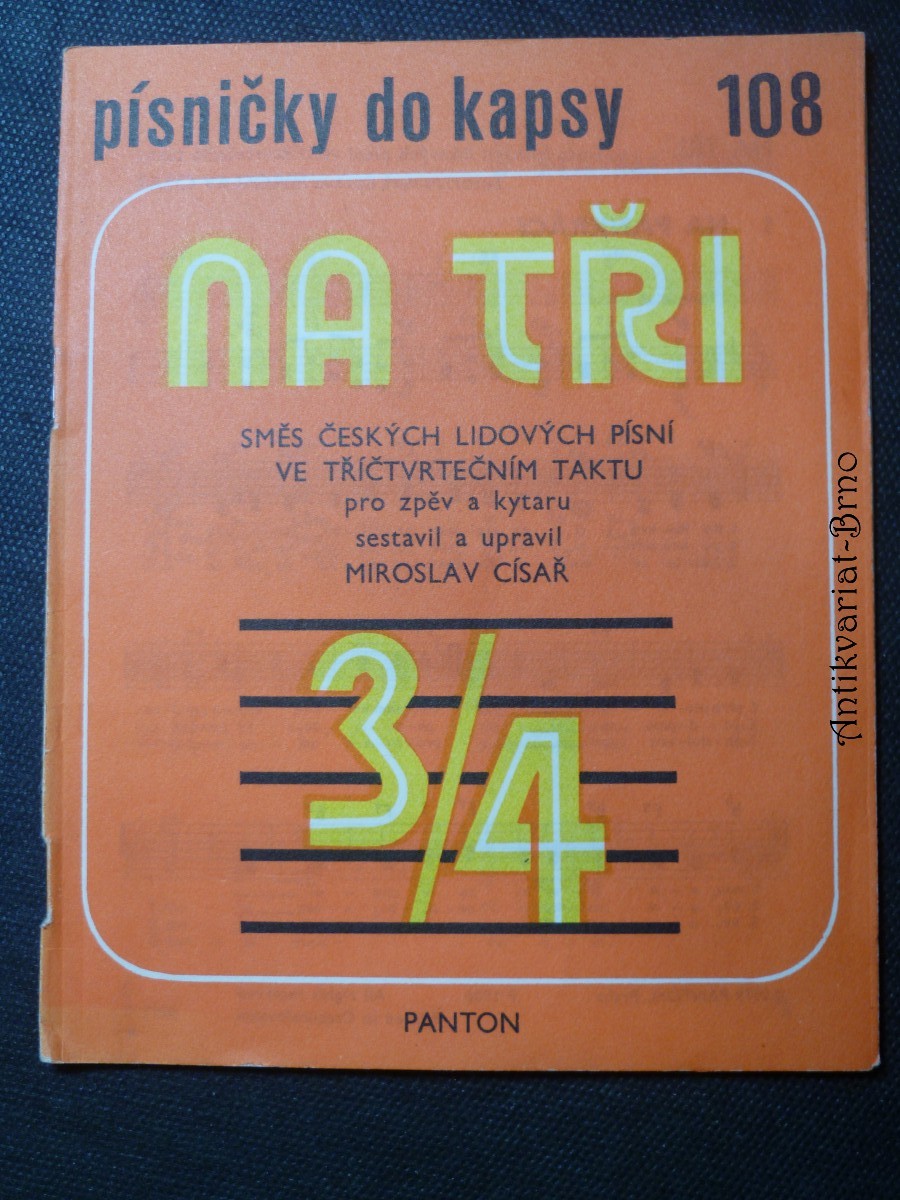 písničky do kapsy 108
NA TŘI
SMĚS ČESKÝCH LIDOVÝCH PÍSNÍ
VE TŘÍČTVRTEČNÍM TAKTU
pro zpěv a kytaru
sestavil a upravil
MIROSLAV CÍSAŘ
3/4
PANTON
Antikvariat-Brno